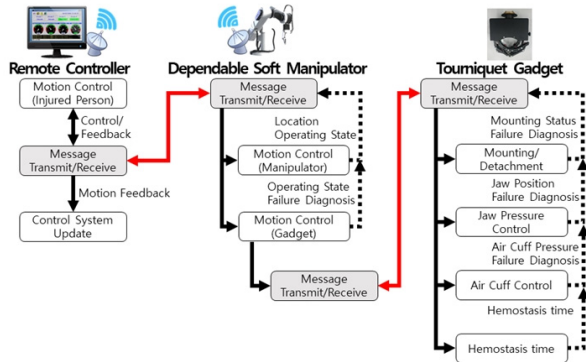 Remote Controller
Motion Control
(Injured Person)
Control/
Feedback
Message
Transmit/Receive
Motion Feedback
Control System
Update
Dependable Soft Manipulator
Message
Transmit/Receive
Location
Operating State
Motion Control
(Manipulator)
Operating State
Failure Diagnosis
Motion Control
(Gadget)
Message
Transmit/Receive
Tourniquet Gadget
Message
Transmit/Receive
Mounting Status
Failure Diagnosis
Mounting/
Detachment
Jaw Position
Failure Diagnosis
Jaw Pressure
Control
Air Cuff Pressure
Failure Diagnosis
Air Cuff Control
Hemostasis time
Hemostasis time